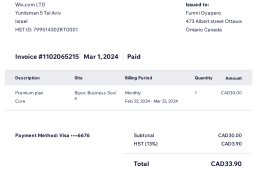 Wix.com LTD
Yunitsman 5 Tel Aviv
Israel
HST ID: 799514302RT0001
Issued to:
Funmi Oyapero
473 Albert street Ottawa
Ontario Canada
Invoice #1102065215 Mar 1, 2024 Paid
Description Site Billing Period Quantity Amount
Premium plan Bipoc Business Soci Monthly 1 CAD30.00
Core e Feb 22, 2024 - Mar 22, 2024
Payment Method: Visa ••••6676
Subtotal CAD30.00
HST (13%) CAD3.90
Total CAD33.90